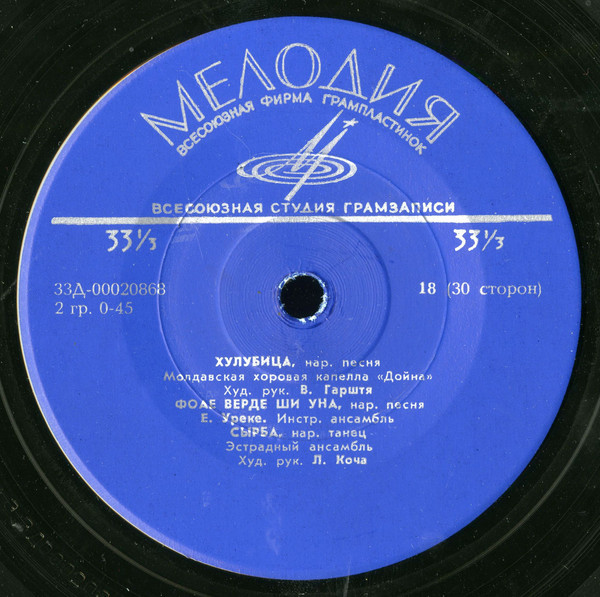 МЕЛОДИЯ
ВСЕСОЮЗНАЯ ФИРМА ГРАМПЛАСТИНОК
ВСЕСОЮЗНАЯ СТУДИЯ ГРАМЗАПИСИ
33⅓ 33⅓
33Д-00020868 18 (30 сторон)
2 гр. 0-45
ХУЛУБИЦА, нар. песня
Молдавская хоровая капелла «Дойна»
Худ. рук. В. Гарштя
ФОАЕ ВЕРДЕ ШИ УНА, нар. песня
Е. Уреке. Инстр. ансамбль
СЫРБА, нар. танец
Эстрадный ансамбль
Худ. рук. Л. Коча